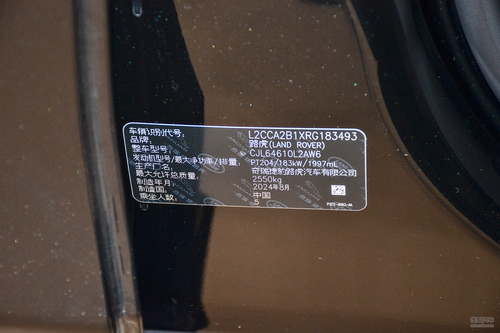 车辆识别代号: L2CCA2B1XRG183493
品牌: 路虎(LAND ROVER)
整车型号: CJL64610L2AW6
发动机型号/最大净功率/排量: PT204/183kW/1997mL
生产厂名: 奇瑞捷豹路虎汽车有限公司
最大允许总质量: 2550kg
制造年月: 2024年8月
制造国: 中国
乘坐人数: 5